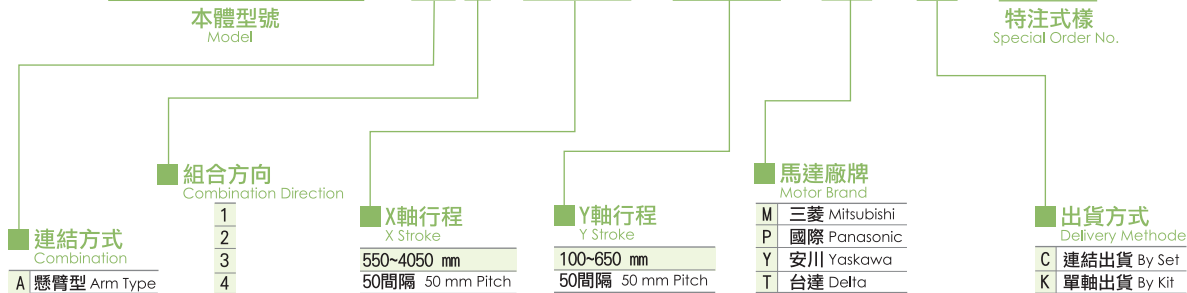 本體型號
Model
特注式樣
Special Order No.
組合方向
Combination Direction
1
2
3
4
馬達廠牌
Motor Brand
M 三菱 Mitsubishi
P 國際 Panasonic
Y 安川 Yaskawa
T 台達 Delta
連結方式
Combination
A 懸臂型 Arm Type
X軸行程
X Stroke
550~4050 mm
50間隔 50 mm Pitch
Y軸行程
Y Stroke
100~650 mm
50間隔 50 mm Pitch
出貨方式
Delivery Methode
C 連結出貨 By Set
K 單軸出貨 By Kit